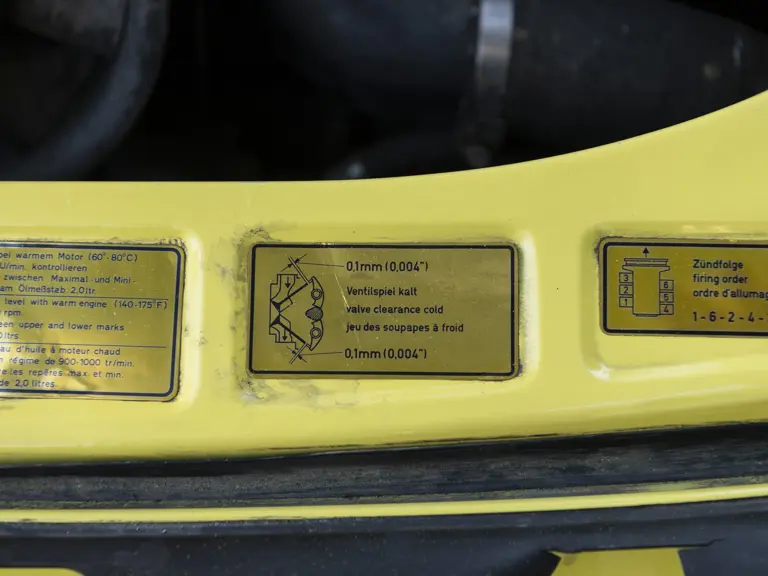 bei warmem Motor (60°-80°C)
U/min. kontrollieren
zwischen Maximal- und Mini-
am Ölmeßstab: 2.0 ltr.
level with warm engine (140-175°F)
rpm.
een upper and lower marks
0 ltrs.
au d'huile à moteur chaud
n régime de 900-1000 tr/min.
re les repères max. et min.
de 2,0 litres.
0,1mm (0,004")
Ventilspiel kalt
valve clearance cold
jeu des soupapes à froid
0,1mm (0,004")
3
2
1
6
5
4
Zündfolge
firing order
ordre d'allumag
1-6-2-4-